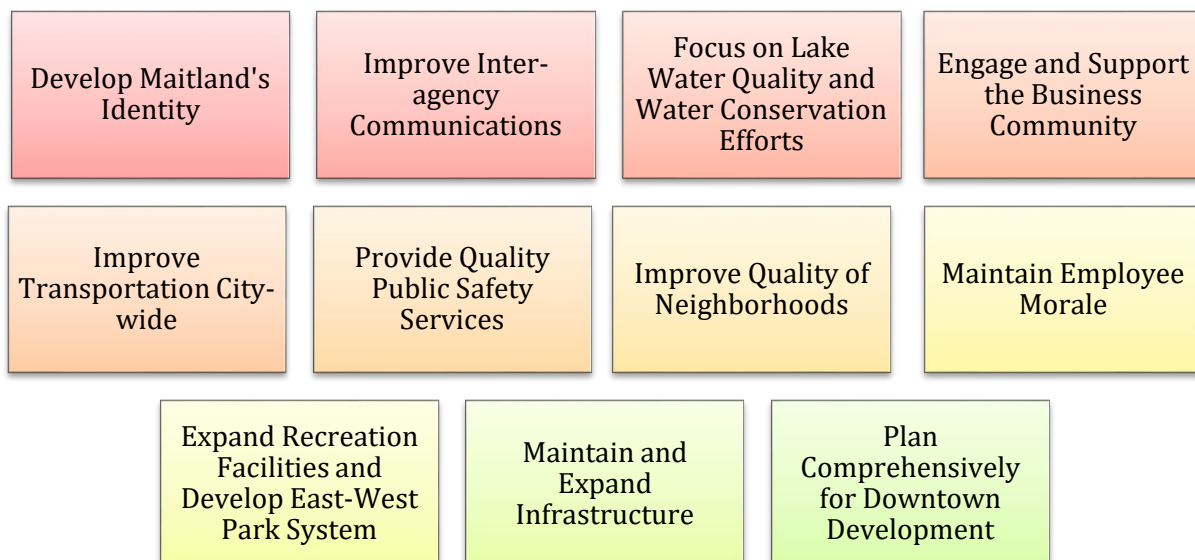 Develop Maitland's
Identity
Improve Inter-
agency
Communications
Focus on Lake
Water Quality and
Water Conservation
Efforts
Engage and Support
the Business
Community
Improve
Transportation City-
wide
Provide Quality
Public Safety
Services
Improve Quality of
Neighborhoods
Maintain Employee
Morale
Expand Recreation
Facilities and
Develop East-West
Park System
Maintain and
Expand
Infrastructure
Plan
Comprehensively
for Downtown
Development